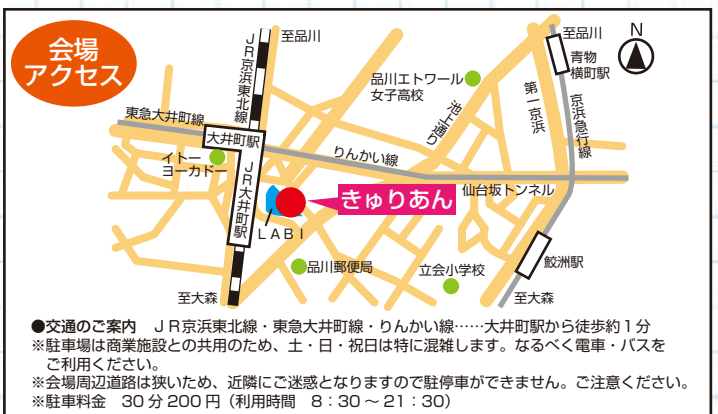 会場
アクセス
至品川
JR京浜東北線
品川エトワール
女子高校
池上通り
第一京浜
至品川
青物
横町駅
N
京浜急行線
東急大井町線
大井町駅
イトー
ヨーカドー
りんかい線
仙台坂トンネル
JR大井町駅
きゅりあん
LABI
品川郵便局
立会小学校
鮫洲駅
至大森
至大森
●交通のご案内　JR京浜東北線・東急大井町線・りんかい線……大井町駅から徒歩約1分
※駐車場は商業施設との共用のため、土・日・祝日は特に混雑します。なるべく電車・バスを
ご利用ください。
※会場周辺道路は狭いため、近隣にご迷惑となりますので駐停車ができません。ご注意ください。
※駐車料金　30分200円（利用時間　8：30～21：30）